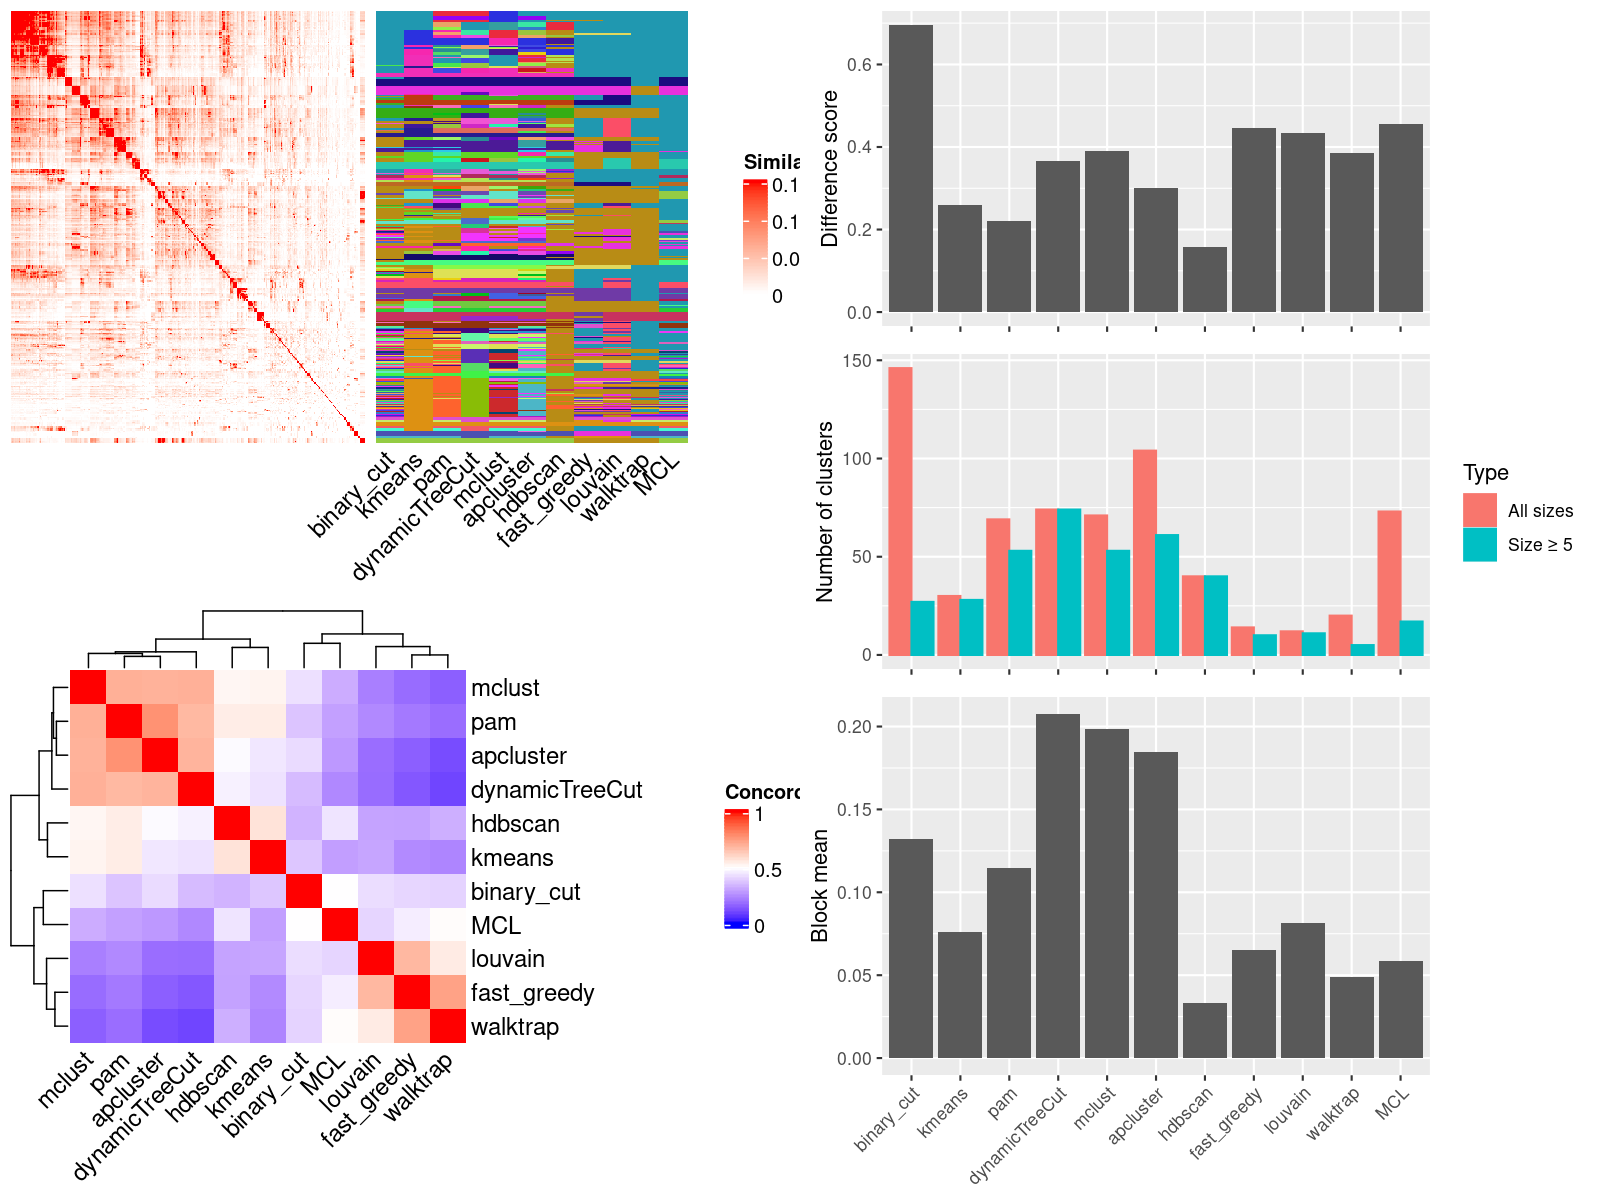 Simila
0.1
0.1
0.0
0
binary_cut
kmeans
pam
dynamicTreeCut
mclust
apcluster
hdbscan
fast_greedy
louvain
walktrap
MCL
mclust
pam
apcluster
dynamicTreeCut
hdbscan
kmeans
binary_cut
MCL
louvain
fast_greedy
walktrap
mclust
pam
apcluster
dynamicTreeCut
hdbscan
kmeans
binary_cut
MCL
louvain
fast_greedy
walktrap
Concord
1
0.5
0
Difference score
0.6
0.4
0.2
0.0
Number of clusters
150
100
50
0
Type
All sizes
Size ≥ 5
Block mean
0.20
0.15
0.10
0.05
0.00
binary_cut
kmeans
pam
dynamicTreeCut
mclust
apcluster
hdbscan
fast_greedy
louvain
walktrap
MCL